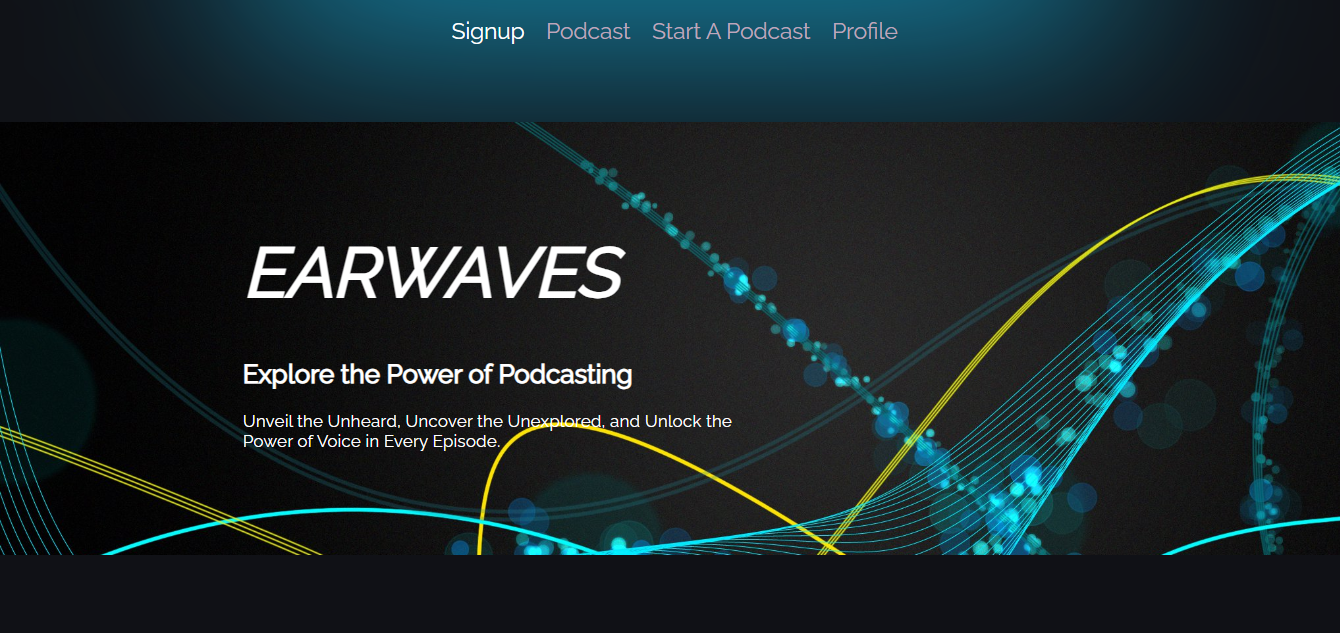 Signup Podcast Start A Podcast Profile
EARWAVES
Explore the Power of Podcasting
Unveil the Unheard, Uncover the Unexplored, and Unlock the
Power of Voice in Every Episode.